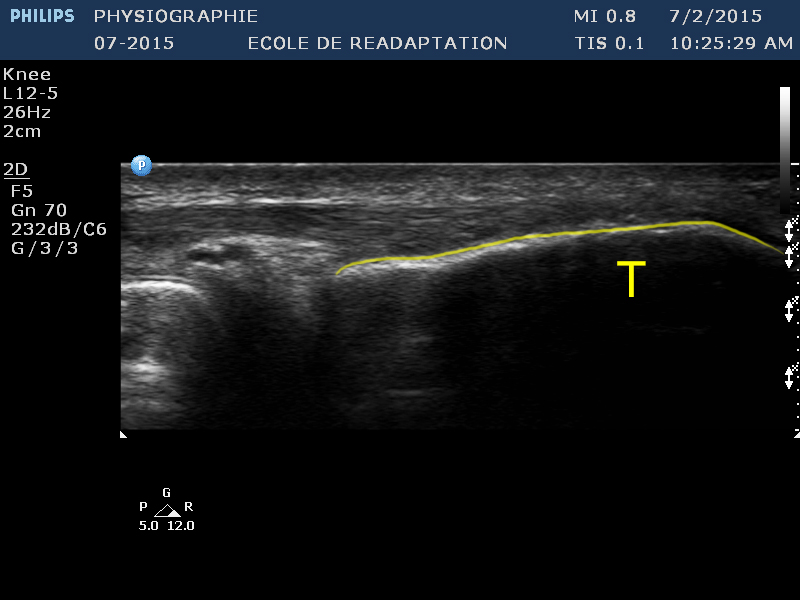 PHILIPS PHYSIOGRAPHIE MI 0.8 7/2/2015
07-2015 ECOLE DE READAPTATION TIS 0.1 10:25:29 AM
Knee
L12-5
26Hz
2cm
P
2D
F5
Gn 70
232dB/C6
G/3/3
T
G
P R
5.0 12.0